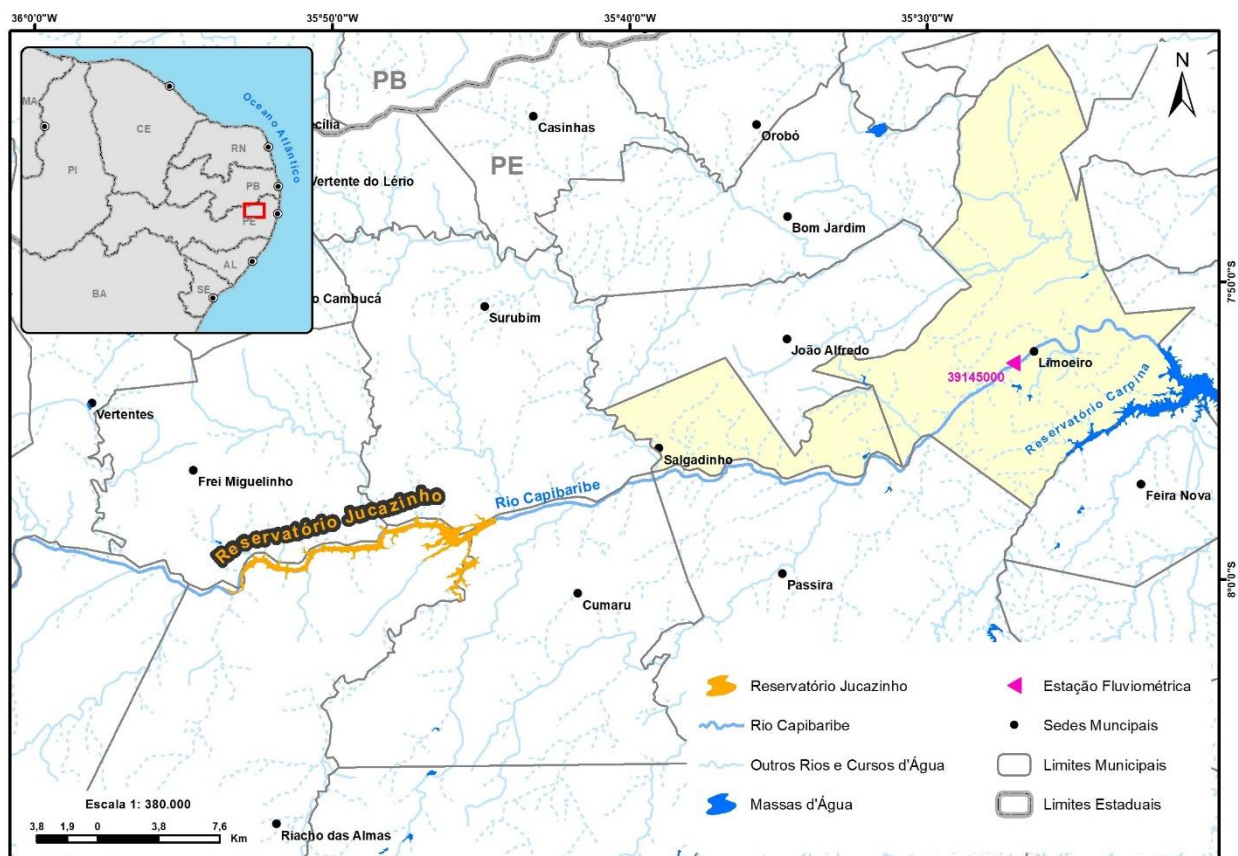 36°0'0"W
35°50'0"W
35°40'0"W
35°30'0"W
N
MA
PI
CE
RN
PB
PE
AL
SE
BA
Oceano Atlântico
PB
PE
ecília
Casinhas
Orobó
Vertente do Lério
Bom Jardim
7°50'0"S
o Cambucá
Surubim
João Alfredo
Limoeiro
39145000
Reservatório Carpina
Vertentes
Salgadinho
Frei Miguelinho
Feira Nova
Reservatório Jucazinho
Rio Capibaribe
8°0'0"S
Passira
Cumaru
Reservatório Jucazinho
Estação Fluviométrica
Rio Capibaribe
Sedes Muncipais
Outros Rios e Cursos d'Água
Limites Municipais
Massas d'Água
Limites Estaduais
Escala 1: 380.000
3,8 1,9 0 3,8 7,6
Km
Riacho das Almas